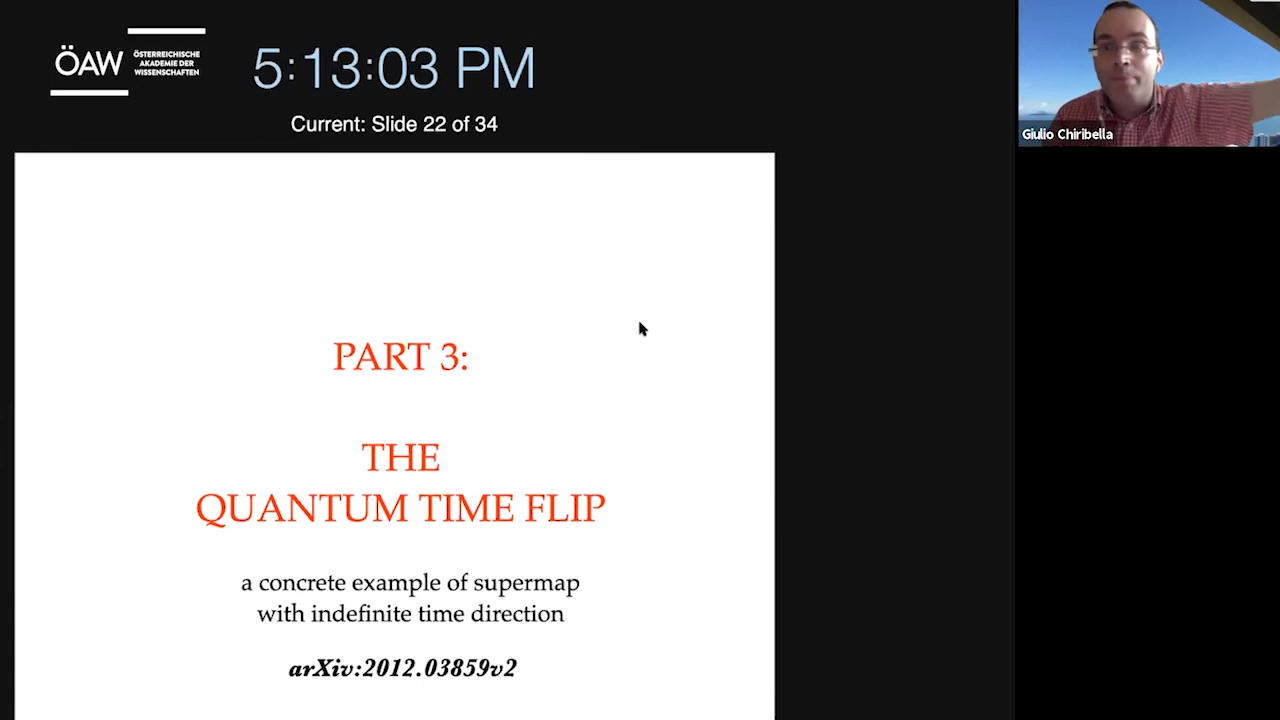 ÖAW
ÖSTERREICHISCHE
AKADEMIE DER
WISSENSCHAFTEN
5:13:03 PM
Current: Slide 22 of 34
Giulio Chiribella
PART 3:
THE
QUANTUM TIME FLIP
a concrete example of supermap
with indefinite time direction
arXiv:2012.03859v2